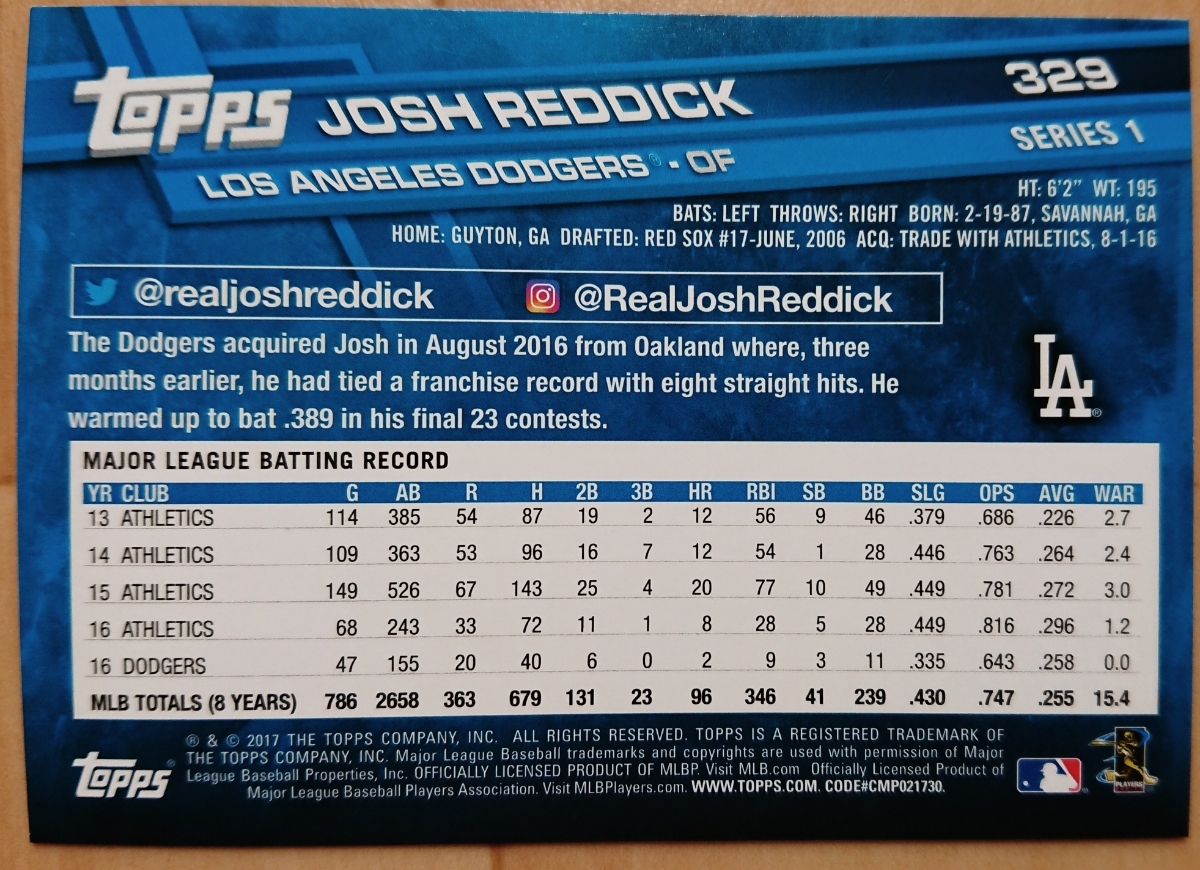 topps JOSH REDDICK 329
LOS ANGELES DODGERS® - OF SERIES 1
HT: 6'2" WT: 195
BATS: LEFT THROWS: RIGHT BORN: 2-19-87, SAVANNAH, GA
HOME: GUYTON, GA DRAFTED: RED SOX #17-JUNE, 2006 ACQ: TRADE WITH ATHLETICS, 8-1-16
@realjoshreddick @RealJoshReddick
The Dodgers acquired Josh in August 2016 from Oakland where, three
months earlier, he had tied a franchise record with eight straight hits. He
warmed up to bat .389 in his final 23 contests.
LA®
MAJOR LEAGUE BATTING RECORD
YR CLUB G AB R H 2B 3B HR RBI SB BB SLG OPS AVG WAR
13 ATHLETICS 114 385 54 87 19 2 12 56 9 46 .379 .686 .226 2.7
14 ATHLETICS 109 363 53 96 16 7 12 54 1 28 .446 .763 .264 2.4
15 ATHLETICS 149 526 67 143 25 4 20 77 10 49 .449 .781 .272 3.0
16 ATHLETICS 68 243 33 72 11 1 8 28 5 28 .449 .816 .296 1.2
16 DODGERS 47 155 20 40 6 0 2 9 3 11 .335 .643 .258 0.0
MLB TOTALS (8 YEARS) 786 2658 363 679 131 23 96 346 41 239 .430 .747 .255 15.4
® & © 2017 THE TOPPS COMPANY, INC. ALL RIGHTS RESERVED. TOPPS IS A REGISTERED TRADEMARK OF
THE TOPPS COMPANY, INC. Major League Baseball trademarks and copyrights are used with permission of Major
League Baseball Properties, Inc. OFFICIALLY LICENSED PRODUCT OF MLBP. Visit MLB.com Officially Licensed Product of
Major League Baseball Players Association. Visit MLBPlayers.com. WWW.TOPPS.COM. CODE#CMP021730.
topps®
PLAYERS